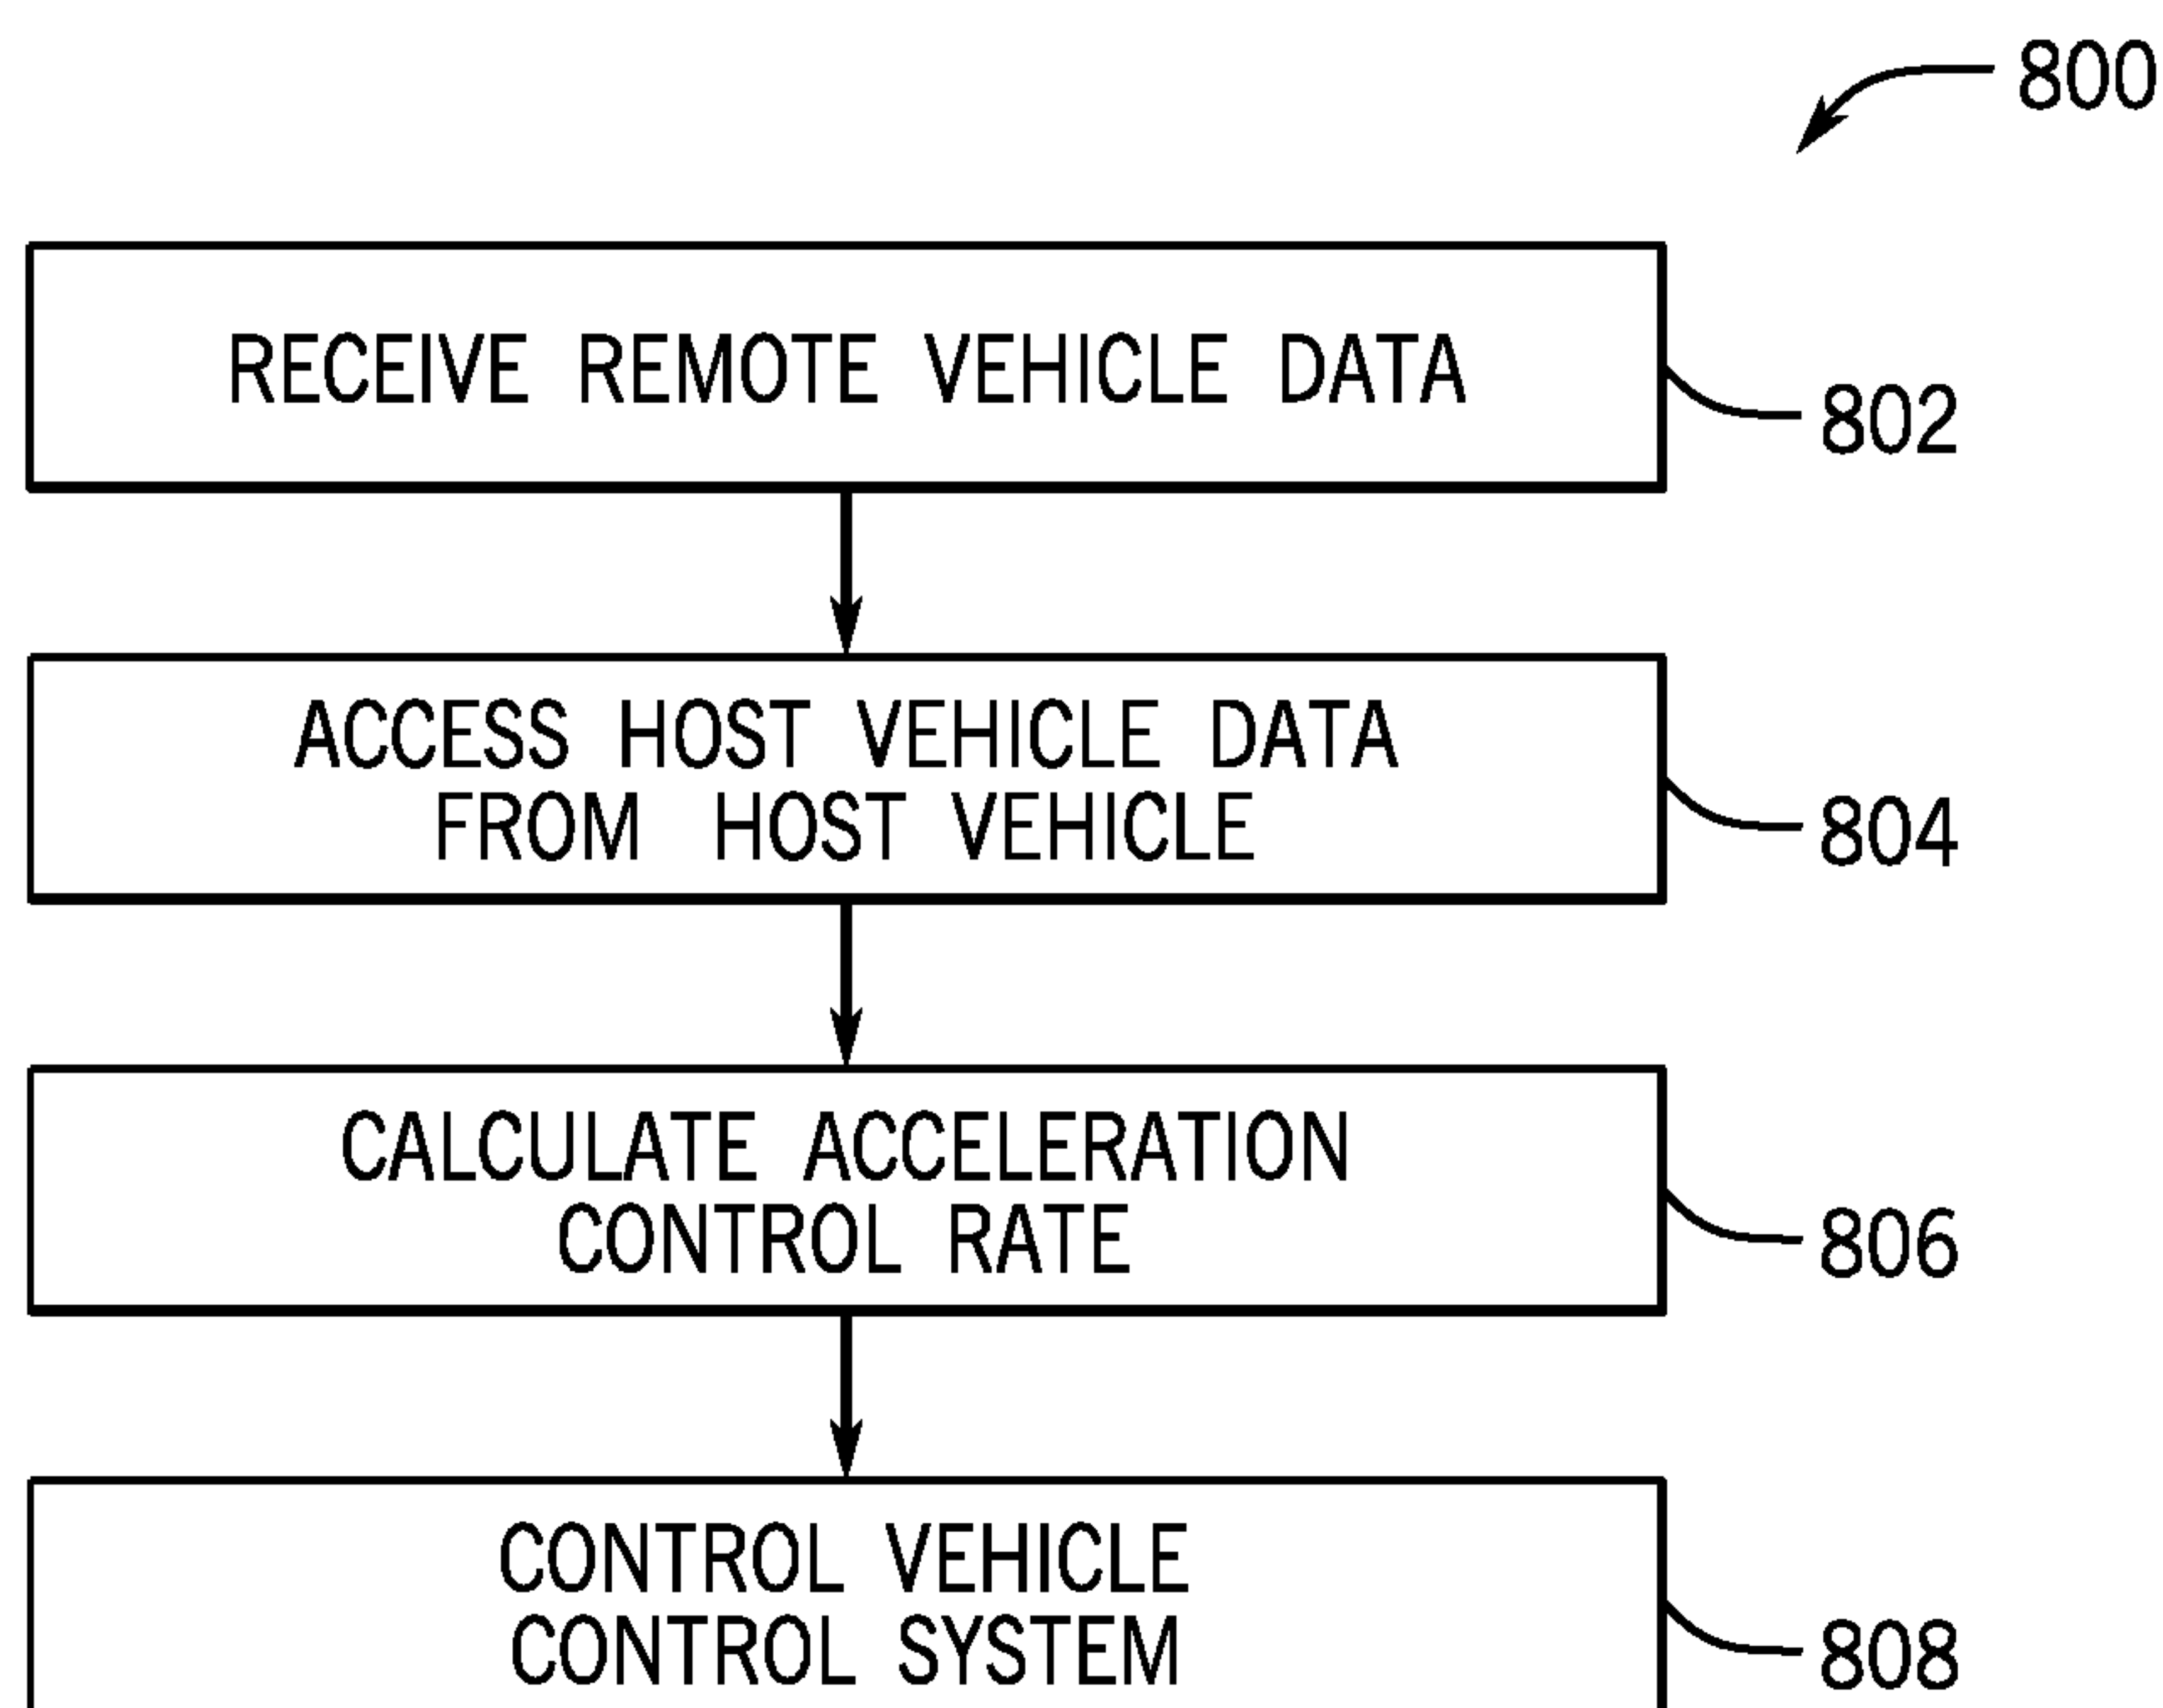 800
RECEIVE REMOTE VEHICLE DATA
802
ACCESS HOST VEHICLE DATA
FROM HOST VEHICLE
804
CALCULATE ACCELERATION
CONTROL RATE
806
CONTROL VEHICLE
CONTROL SYSTEM
808